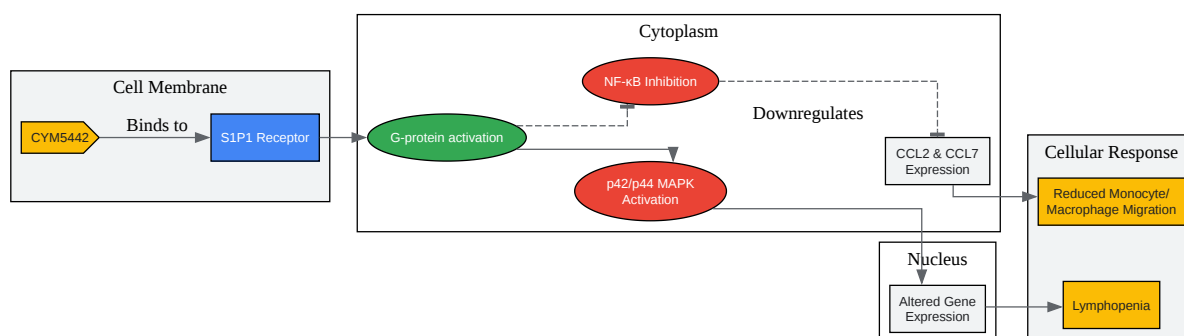 Cell Membrane
CYM5442
Binds to
S1P1 Receptor
Cytoplasm
G-protein activation
NF-κB Inhibition
Downregulates
p42/p44 MAPK
Activation
CCL2 & CCL7
Expression
Nucleus
Altered Gene
Expression
Cellular Response
Reduced Monocyte/
Macrophage Migration
Lymphopenia